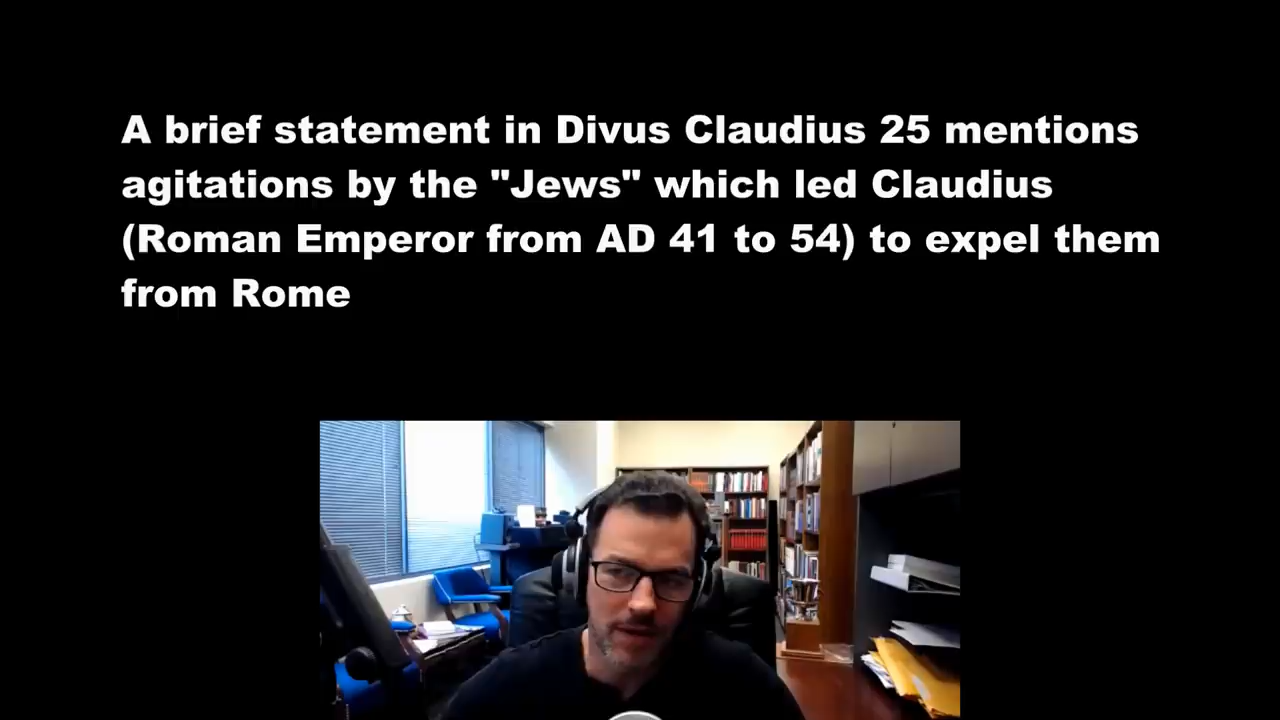 A brief statement in Divus Claudius 25 mentions
agitations by the "Jews" which led Claudius
(Roman Emperor from AD 41 to 54) to expel them
from Rome